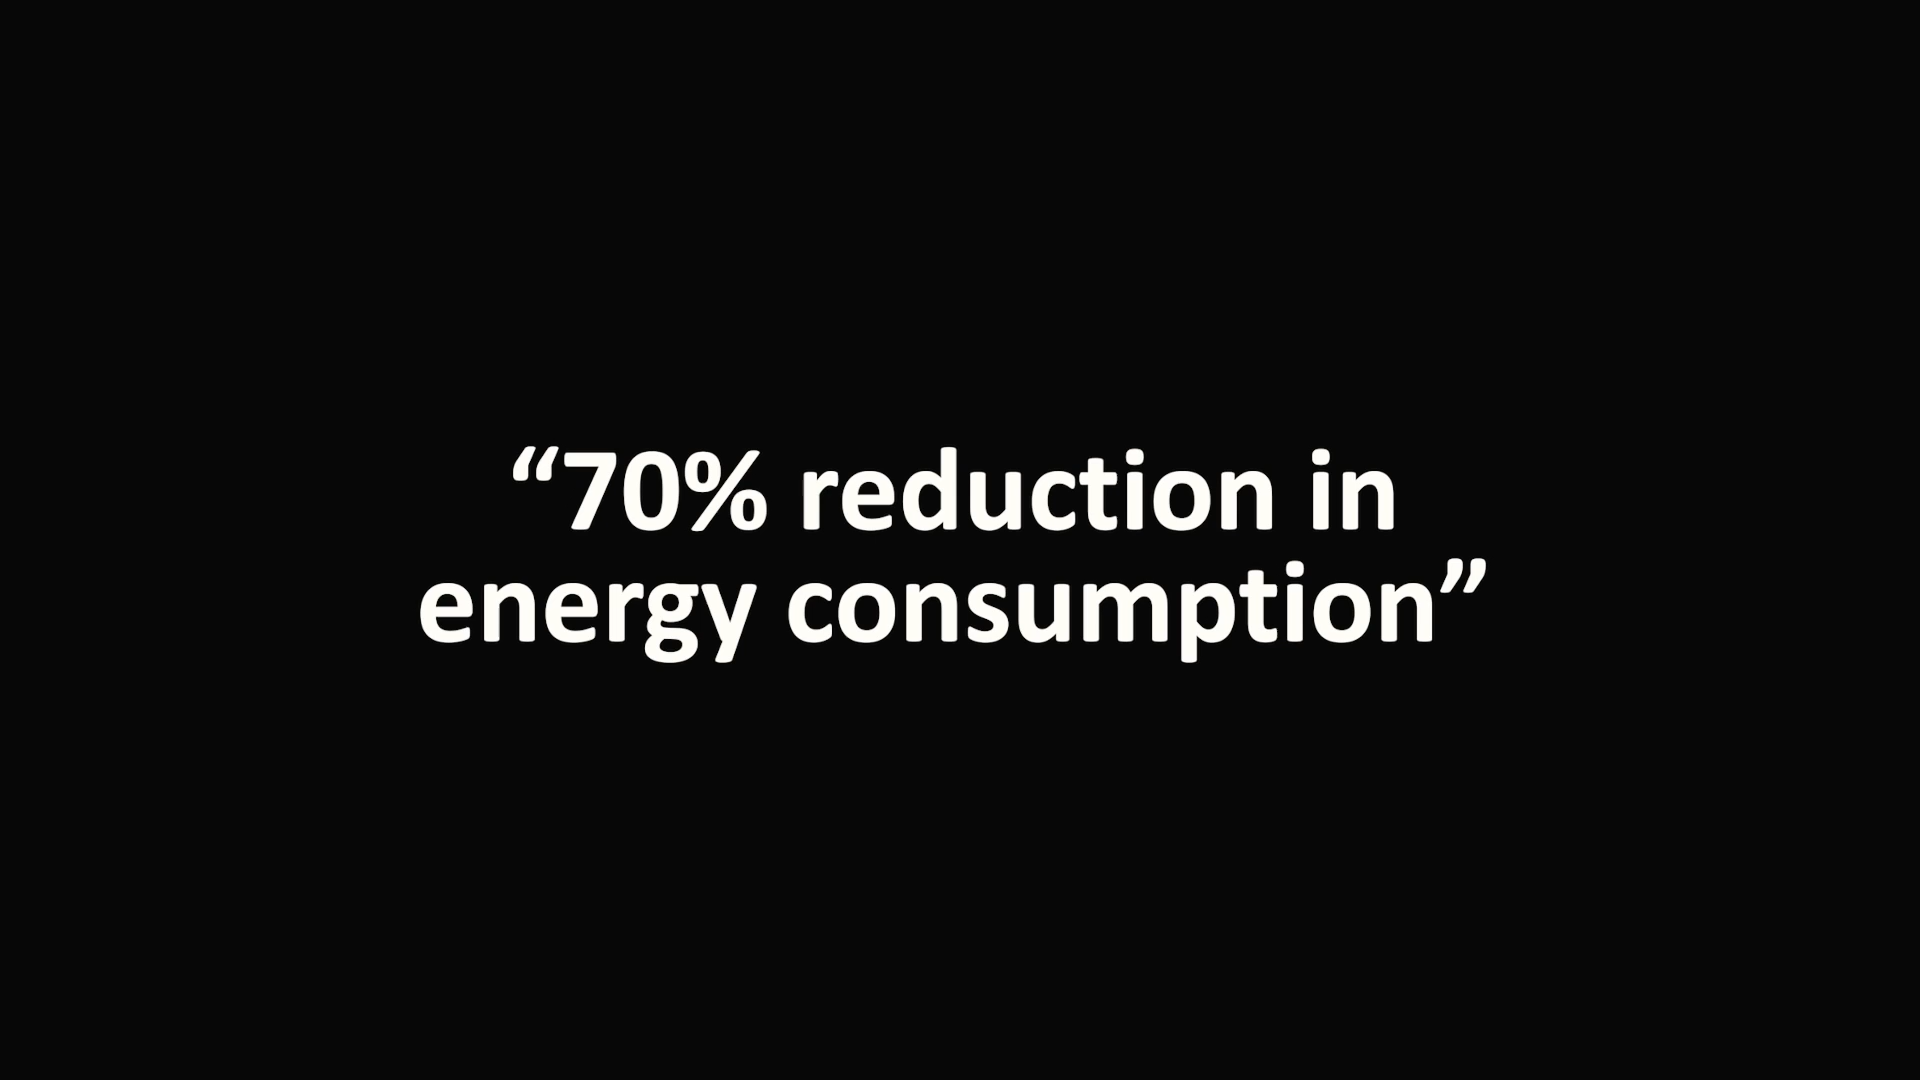 “70% reduction in
energy consumption”